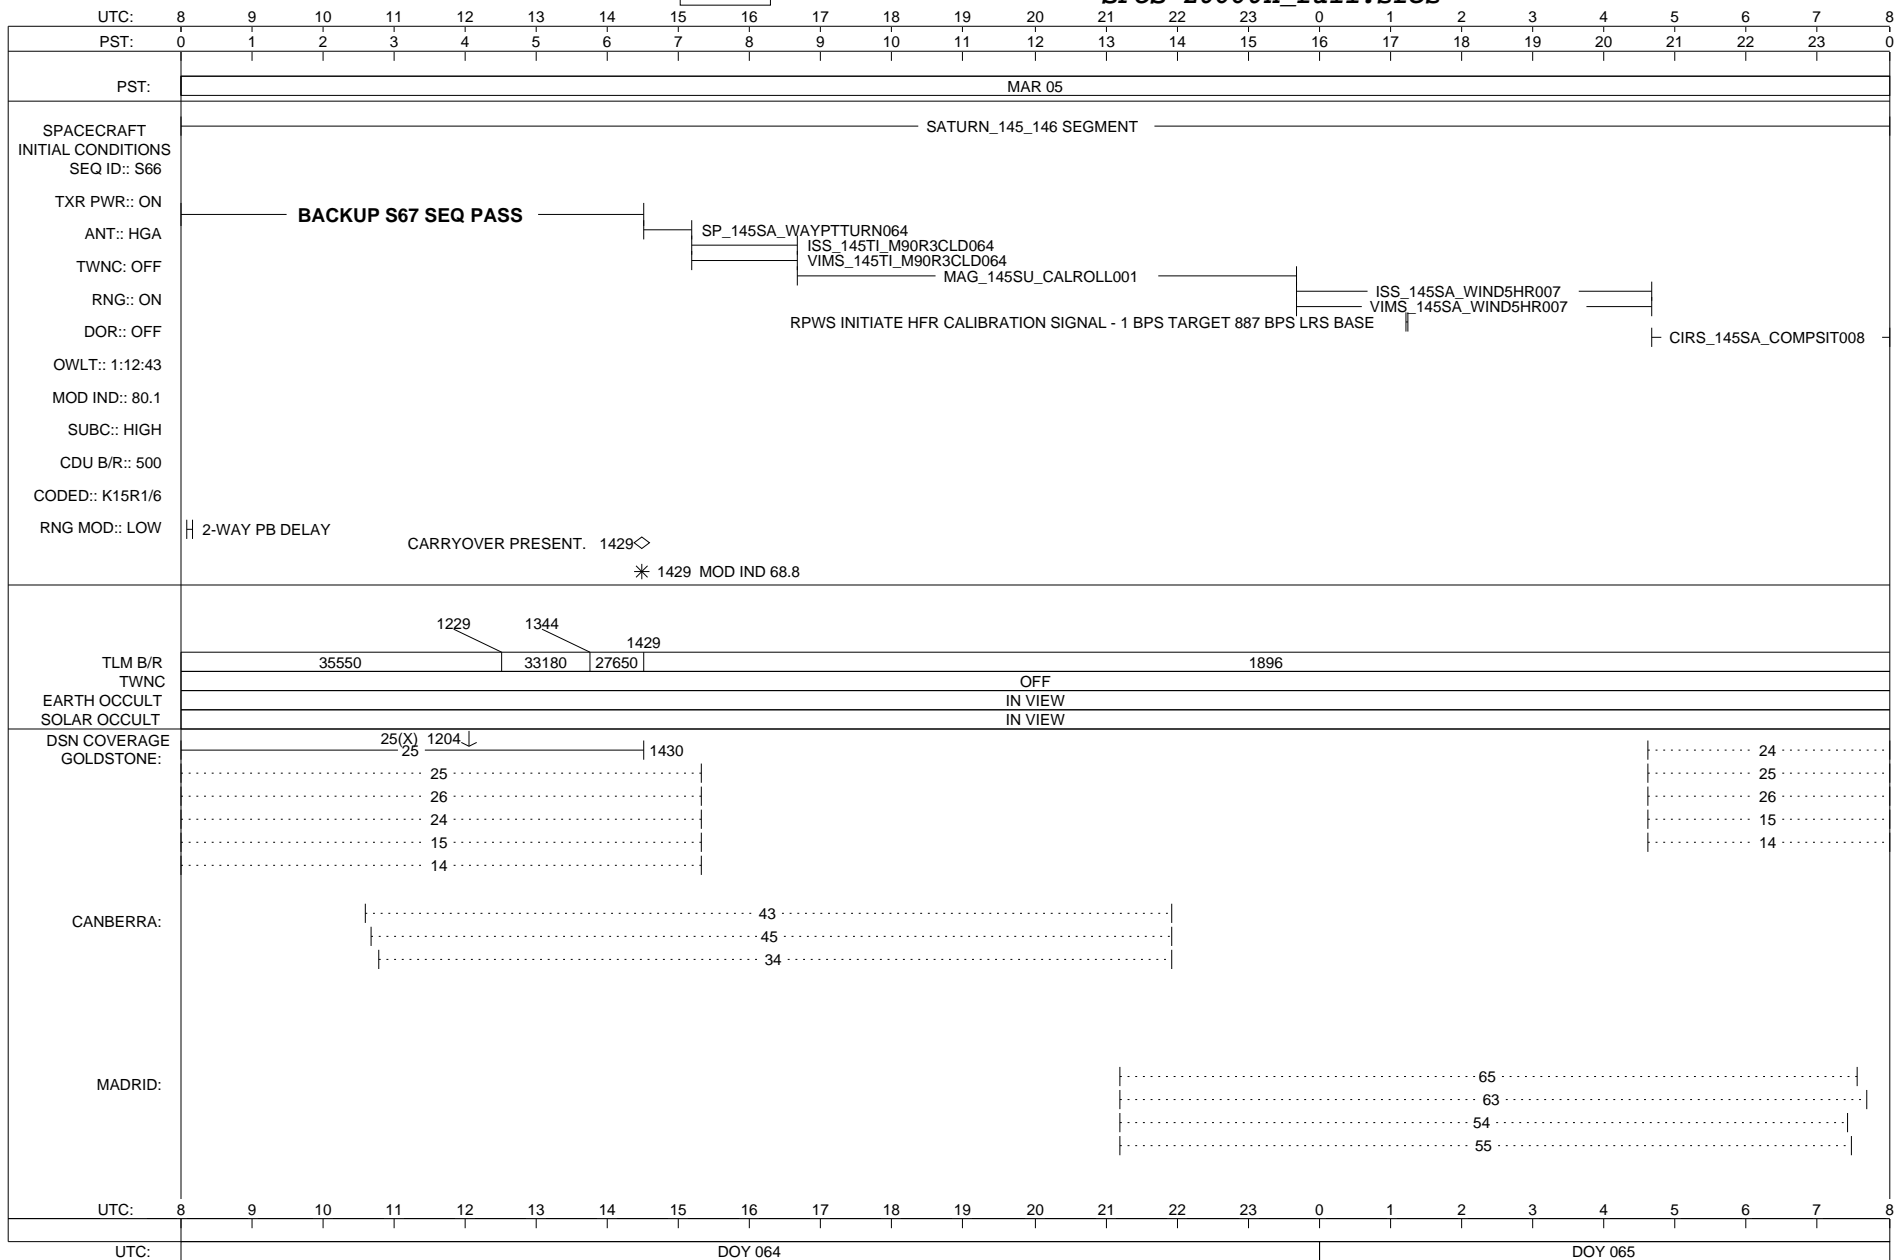 UTC: 8 9 10 11 12 13 14 15 16 17 18 19 20 21 22 23 0 1 2 3 4 5 6 7 8
PST: 0 1 2 3 4 5 6 7 8 9 10 11 12 13 14 15 16 17 18 19 20 21 22 23 0
PST: MAR 05
SPACECRAFT
INITIAL CONDITIONS
SATURN_145_146 SEGMENT
SEQ ID:: S66
TXR PWR:: ON
BACKUP S67 SEQ PASS
ANT:: HGA
SP_145SA_WAYPTTURN064
ISS_145TI_M90R3CLD064
VIMS_145TI_M90R3CLD064
TWNC: OFF
MAG_145SU_CALROLL001
RNG:: ON
ISS_145SA_WIND5HR007
VIMS_145SA_WIND5HR007
RPWS INITIATE HFR CALIBRATION SIGNAL - 1 BPS TARGET 887 BPS LRS BASE
DOR:: OFF
CIRS_145SA_COMPSIT008
OWLT:: 1:12:43
MOD IND:: 80.1
SUBC:: HIGH
CDU B/R:: 500
CODED:: K15R1/6
RNG MOD:: LOW
2-WAY PB DELAY
CARRYOVER PRESENT. 1429
1429 MOD IND 68.8
1229 1344
1429
TLM B/R 35550 33180 27650 1896
TWNC OFF
EARTH OCCULT IN VIEW
SOLAR OCCULT IN VIEW
DSN COVERAGE 25(X) 1204
GOLDSTONE: 25 1430 24
25 25
26 26
24 15
15 14
14
CANBERRA: 43
45
34
MADRID: 65
63
54
55
UTC: 8 9 10 11 12 13 14 15 16 17 18 19 20 21 22 23 0 1 2 3 4 5 6 7 8
UTC: DOY 064 DOY 065